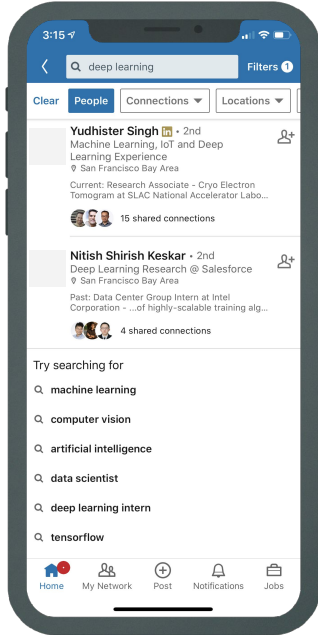 3:15
deep learning
Filters 1
Clear People Connections Locations
Yudhister Singh in • 2nd
Machine Learning, IoT and Deep
Learning Experience
San Francisco Bay Area
Current: Research Associate - Cryo Electron
Tomogram at SLAC National Accelerator Labo...
15 shared connections
Nitish Shirish Keskar • 2nd
Deep Learning Research @ Salesforce
San Francisco Bay Area
Past: Data Center Group Intern at Intel
Corporation - ...of highly-scalable training alg...
4 shared connections
Try searching for
machine learning
computer vision
artificial intelligence
data scientist
deep learning intern
tensorflow
Home My Network Post Notifications Jobs